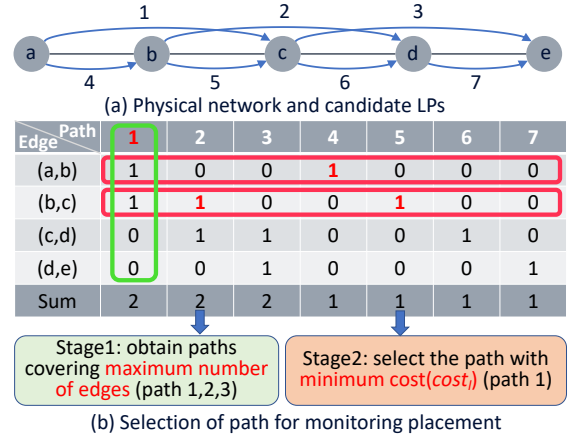 1 2 3
a b c d e
4 5 6 7
(a) Physical network and candidate LPs
Edge Path 1 2 3 4 5 6 7
(a,b) 1 0 0 1 0 0 0
(b,c) 1 1 0 0 1 0 0
(c,d) 0 1 1 0 0 1 0
(d,e) 0 0 1 0 0 0 1
Sum 2 2 2 1 1 1 1
Stage1: obtain paths
covering maximum number
of edges (path 1,2,3)
Stage2: select the path with
minimum cost(cost_l) (path 1)
(b) Selection of path for monitoring placement